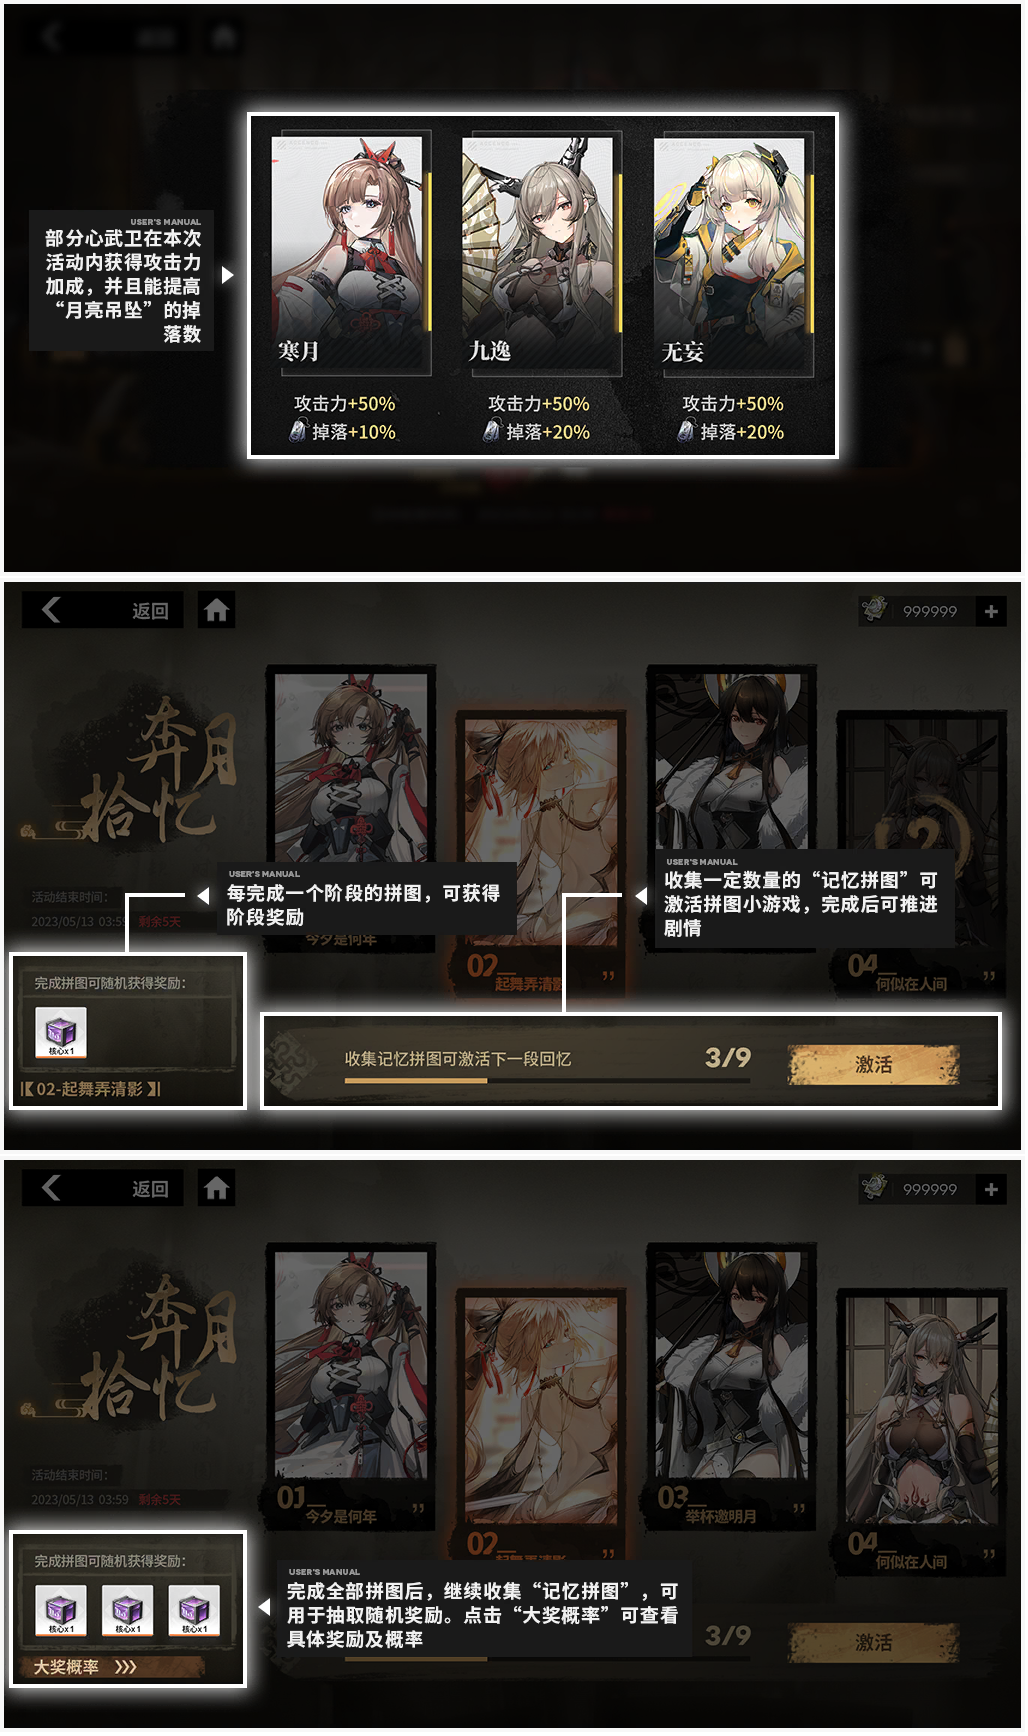 USER'S MANUAL
部分心武卫在本次
活动内获得攻击力
加成，并且能提高
“月亮吊坠”的掉
落数
寒月
九逸
无妄
攻击力+50%
攻击力+50%
攻击力+50%
掉落+10%
掉落+20%
掉落+20%
返回
999999
奔月
拾忆
活动结束时间：
2023/05/13 03:59 剩余5天
USER'S MANUAL
每完成一个阶段的拼图，可获得
阶段奖励
USER'S MANUAL
收集一定数量的“记忆拼图”可
激活拼图小游戏，完成后可推进
剧情
今夕是何年
02
起舞弄清影
04
何似在人间
完成拼图可随机获得奖励：
核心x1
02-起舞弄清影
收集记忆拼图可激活下一段回忆
3/9
激活
返回
999999
奔月
拾忆
活动结束时间：
2023/05/13 03:59 剩余5天
01
今夕是何年
02
起舞弄清影
03
举杯邀明月
04
何似在人间
完成拼图可随机获得奖励：
核心x1
核心x1
核心x1
大奖概率
USER'S MANUAL
完成全部拼图后，继续收集“记忆拼图”，可
用于抽取随机奖励。点击“大奖概率”可查看
具体奖励及概率
3/9
激活